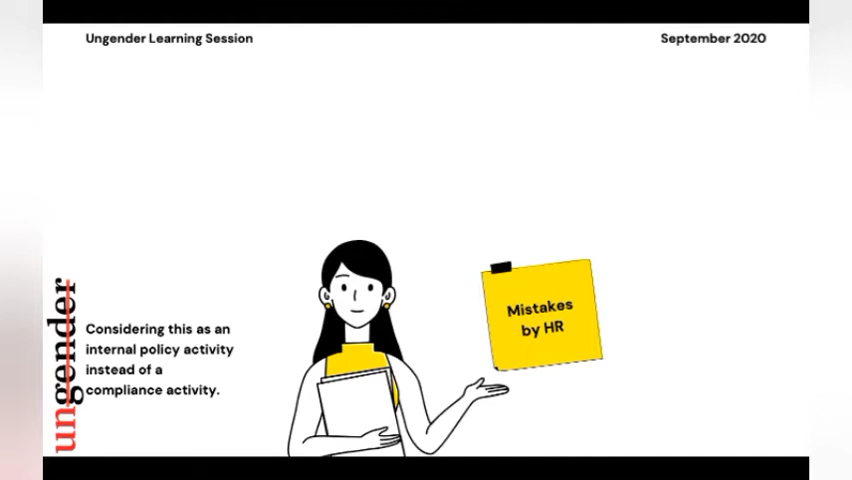 Ungender Learning Session
September 2020
Mistakes
by HR
Considering this as an
internal policy activity
instead of a
compliance activity.
ungender